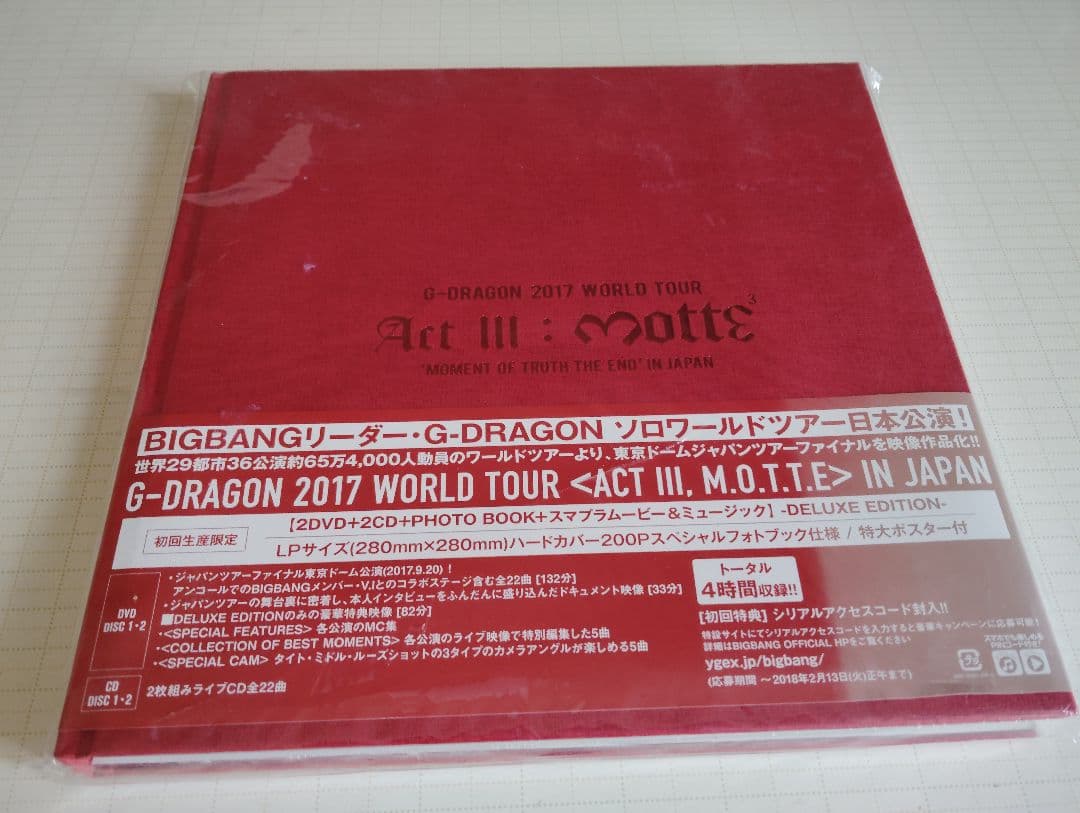 G-DRAGON 2017 WORLD TOUR
Act III : Motte³
'MOMENT OF TRUTH THE END' IN JAPAN
BIGBANGリーダー・G-DRAGON ソロワールドツアー日本公演!
世界29都市36公演約65万4,000人動員のワールドツアーより、東京ドームジャパンツアーファイナルを映像作品化!!
G-DRAGON 2017 WORLD TOUR <ACT III, M.O.T.T.E> IN JAPAN
【2DVD+2CD+PHOTO BOOK+スマプラムービー&ミュージック】 -DELUXE EDITION-
初回生産限定
LPサイズ(280mm×280mm)ハードカバー200Pスペシャルフォトブック仕様 / 特大ポスター付
DVD DISC 1・2
・ジャパンツアーファイナル東京ドーム公演(2017.9.20)!
アンコールでのBIGBANGメンバー・V.Iとのコラボステージ含む全22曲 [132分]
・ジャパンツアーの舞台裏に密着し、本人インタビューをふんだんに盛り込んだドキュメント映像 [33分]
■DELUXE EDITIONのみの豪華特典映像 [82分]
・<SPECIAL FEATURES> 各公演のMC集
・<COLLECTION OF BEST MOMENTS> 各公演のライブ映像で特別編集した5曲
・<SPECIAL CAM> タイト・ミドル・ルーズショットの3タイプのカメラアングルが楽しめる5曲
CD DISC 1・2
2枚組みライブCD全22曲
トータル
4時間収録!!
【初回特典】シリアルアクセスコード封入!!
特設サイトにてシリアルアクセスコードを入力すると豪華キャンペーンに応募可能!
詳細はBIGBANG OFFICIAL HPをご覧ください
ygex.jp/bigbang/
(応募期間 ~2018年2月13日(火)正午まで)
スマホでも楽しめる